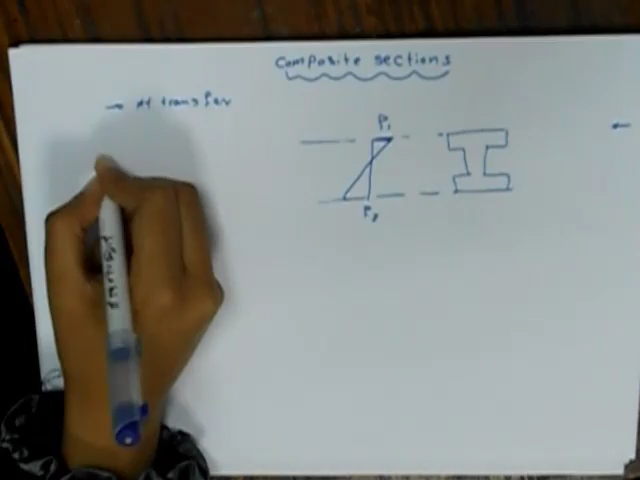 Composite sections
→ At transfer
P₁
P₂